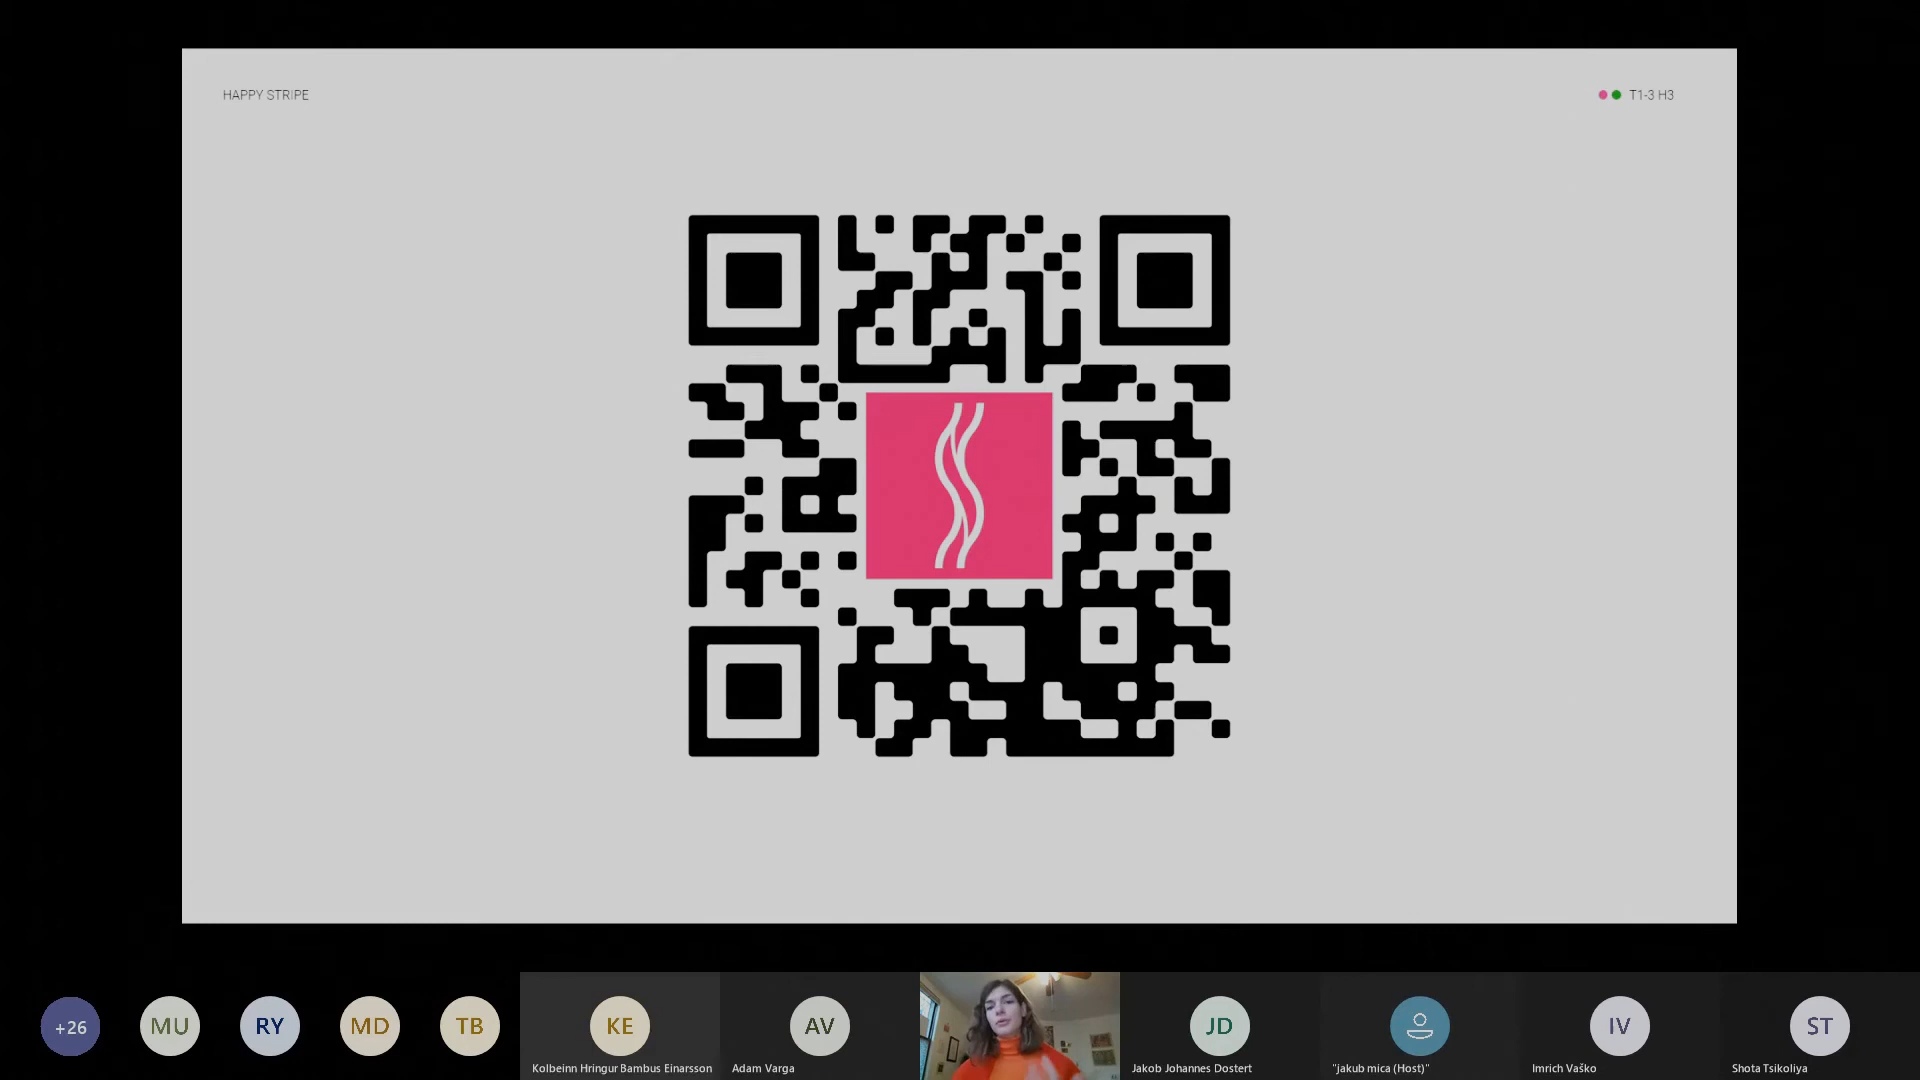 HAPPY STRIPE
T1-3 H3
+26
MU
RY
MD
TB
KE
AV
JD
IV
ST
Kolbeinn Hringur Bambus Einarsson
Adam Varga
Jakob Johannes Dostert
"jakub mica (Host)"
Imrich Vaško
Shota Tsikoliya